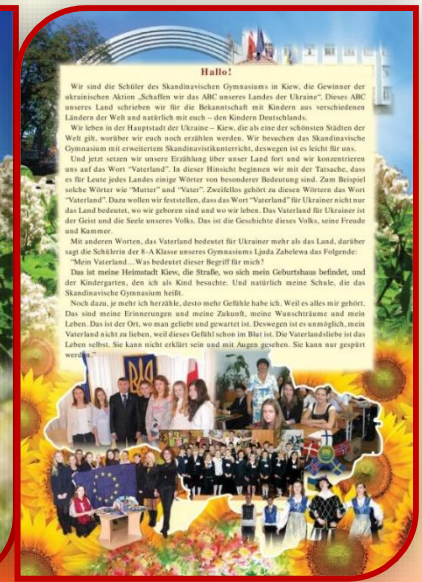 Hallo!
Wir sind die Schüler des Skandinavischen Gymnasiums in Kiew, die Gewinner der
ukrainischen Aktion „Schaffen wir das ABC unseres Landes der Ukraine“. Dieses ABC
unseres Land schrieben wir für die Bekanntschaft mit Kindern aus verschiedenen
Ländern der Welt und natürlich mit euch – den Kindern Deutschlands.
Wir leben in der Hauptstadt der Ukraine – Kiew, die als eine der schönsten Städten der
Welt gilt, worüber wir euch noch erzählen werden. Wir besuchen das Skandinavische
Gymnasium mit erweitertem Skandinavistikunterricht, deswegen ist es leicht für uns.
Und jetzt setzen wir unsere Erzählung über unser Land fort und wir konzentrieren
uns auf das Wort "Vaterland". In dieser Hinsicht beginnen wir mit der Tatsache, dass
es für Leute jedes Landes einige Wörter von besonderer Bedeutung sind. Zum Beispiel
solche Wörter wie "Mutter" und "Vater". Zweifellos gehört zu diesen Wörtern das Wort
"Vaterland". Dazu wollen wir feststellen, dass das Wort "Vaterland" für Ukrainer nicht nur
das Land bedeutet, wo wir geboren sind und wo wir leben. Das Vaterland für Ukrainer ist
der Geist und die Seele unseres Volks. Das ist die Geschichte dieses Volks, seine Freude
und Kummer.
Mit anderen Worten, das Vaterland bedeutet für Ukrainer mehr als das Land, darüber
sagt die Schülerin der 8-A Klasse unseres Gymnasiums Ljuda Zabelewa das Folgende:
"Mein Vaterland... Was bedeutet dieser Begriff für mich?
Das ist meine Heimstadt Kiew, die Straße, wo sich mein Geburtshaus befindet, und
der Kindergarten, den ich als Kind besuchte. Und natürlich meine Schule, die das
Skandinavische Gymnasium heißt.
Noch dazu, je mehr ich herzähle, desto mehr Gefühle habe ich. Weil es alles mir gehört.
Das sind meine Erinnerungen und meine Zukunft, meine Wunschträume und mein
Leben. Das ist der Ort, wo man geliebt und gewartet ist. Deswegen ist es unmöglich, mein
Vaterland nicht zu lieben, weil dieses Gefühl schon im Blut ist. Die Vaterlandsliebe ist das
Leben selbst. Sie kann nicht erklärt sein und mit Augen gesehen. Sie kann nur gespürt
werden."